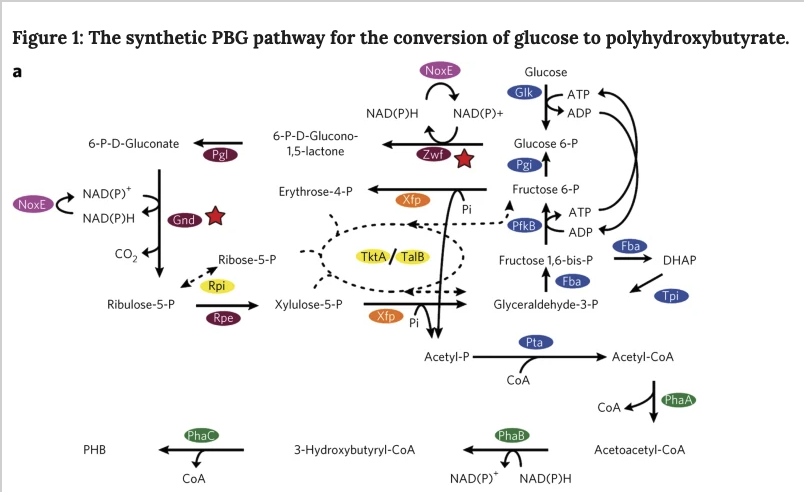 Figure 1: The synthetic PBG pathway for the conversion of glucose to polyhydroxybutyrate.
a
NoxE
Glucose
Glk
ATP
ADP
NAD(P)H
NAD(P)+
6-P-D-Gluconate
Pgl
6-P-D-Glucono-
1,5-lactone
Zwf
Glucose 6-P
Pgi
Erythrose-4-P
Xfp
Pi
Fructose 6-P
NoxE
NAD(P)+
NAD(P)H
Gnd
PfkB
ATP
ADP
CO2
Ribose-5-P
TktA / TalB
Fructose 1,6-bis-P
Fba
DHAP
Rpi
Fba
Tpi
Ribulose-5-P
Rpe
Xylulose-5-P
Xfp
Pi
Glyceraldehyde-3-P
Acetyl-P
Pta
CoA
Acetyl-CoA
CoA
PhaA
PHB
PhaC
CoA
3-Hydroxybutyryl-CoA
PhaB
NAD(P)+
NAD(P)H
Acetoacetyl-CoA